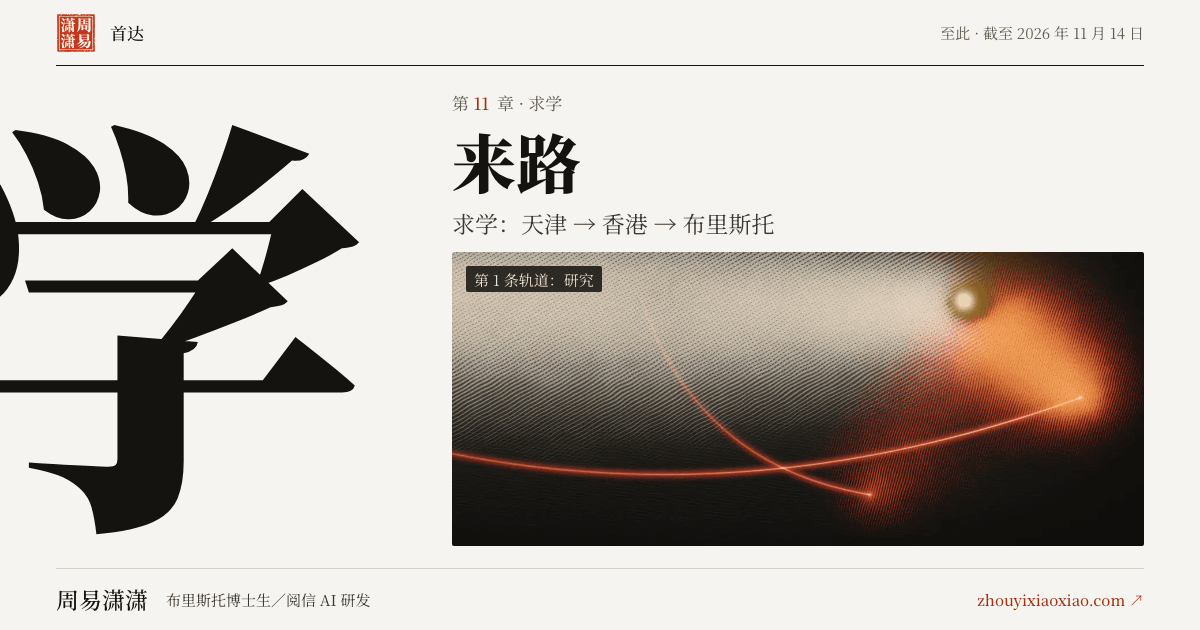 周易潇潇
首达
至此 · 截至 2026 年 11 月 14 日
学
第 11 章 · 求学
来路
求学：天津 → 香港 → 布里斯托
第 1 条轨道：研究
周易潇潇
布里斯托博士生／阅信 AI 研发
zhouyixiaoxiao.com ↗